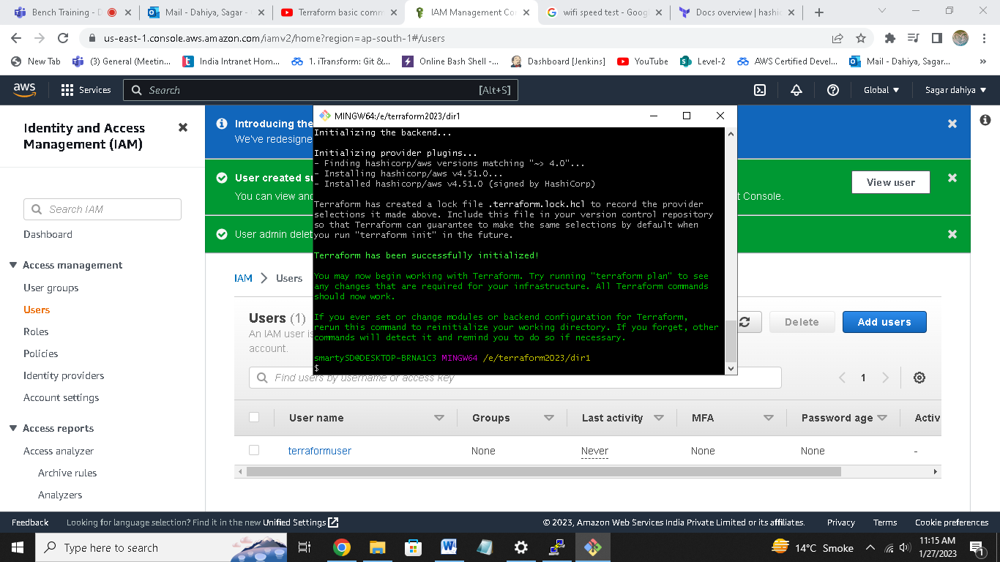 Bench Training - D
Mail - Dahiya, Sagar -
Terraform basic comm
IAM Management Co
wifi speed test - Goog
Docs overview | hashic
us-east-1.console.aws.amazon.com/iamv2/home?region=ap-south-1#/users
New Tab
(3) General (Meetin...
India Intranet Hom...
1. iTransform: Git &...
Online Bash Shell -...
Dashboard [Jenkins]
YouTube
Level-2
AWS Certified Devel...
Mail - Dahiya, Sagar...
»
aws
Services
Search
[Alt+S]
Global
Sagar dahiya
Identity and Access
Management (IAM)
Search IAM
Dashboard
Access management
User groups
Users
Roles
Policies
Identity providers
Account settings
Access reports
Access analyzer
Archive rules
Analyzers
Introducing the
We've redesigne
User created su
You can view and
t Console.
View user
User admin delet
IAM
Users
Users (1)
An IAM user is
account.
Delete
Add users
Find users by username or access key
1
User name
Groups
Last activity
MFA
Password age
Activ
terraformuser
None
Never
None
None
-
MINGW64:/e/terraform2023/dir1
Initializing the backend...
Initializing provider plugins...
- Finding hashicorp/aws versions matching "~> 4.0"...
- Installing hashicorp/aws v4.51.0...
- Installed hashicorp/aws v4.51.0 (signed by HashiCorp)
Terraform has created a lock file .terraform.lock.hcl to record the provider
selections it made above. Include this file in your version control repository
so that Terraform can guarantee to make the same selections by default when
you run "terraform init" in the future.
Terraform has been successfully initialized!
You may now begin working with Terraform. Try running "terraform plan" to see
any changes that are required for your infrastructure. All Terraform commands
should now work.
If you ever set or change modules or backend configuration for Terraform,
rerun this command to reinitialize your working directory. If you forget, other
commands will detect it and remind you to do so if necessary.
smartySD@DESKTOP-BRNA1C3 MINGW64 /e/terraform2023/dir1
$
Feedback
Looking for language selection? Find it in the new Unified Settings
© 2023, Amazon Web Services India Private Limited or its affiliates.
Privacy
Terms
Cookie preferences
Type here to search
14°C Smoke
11:15 AM
1/27/2023
1